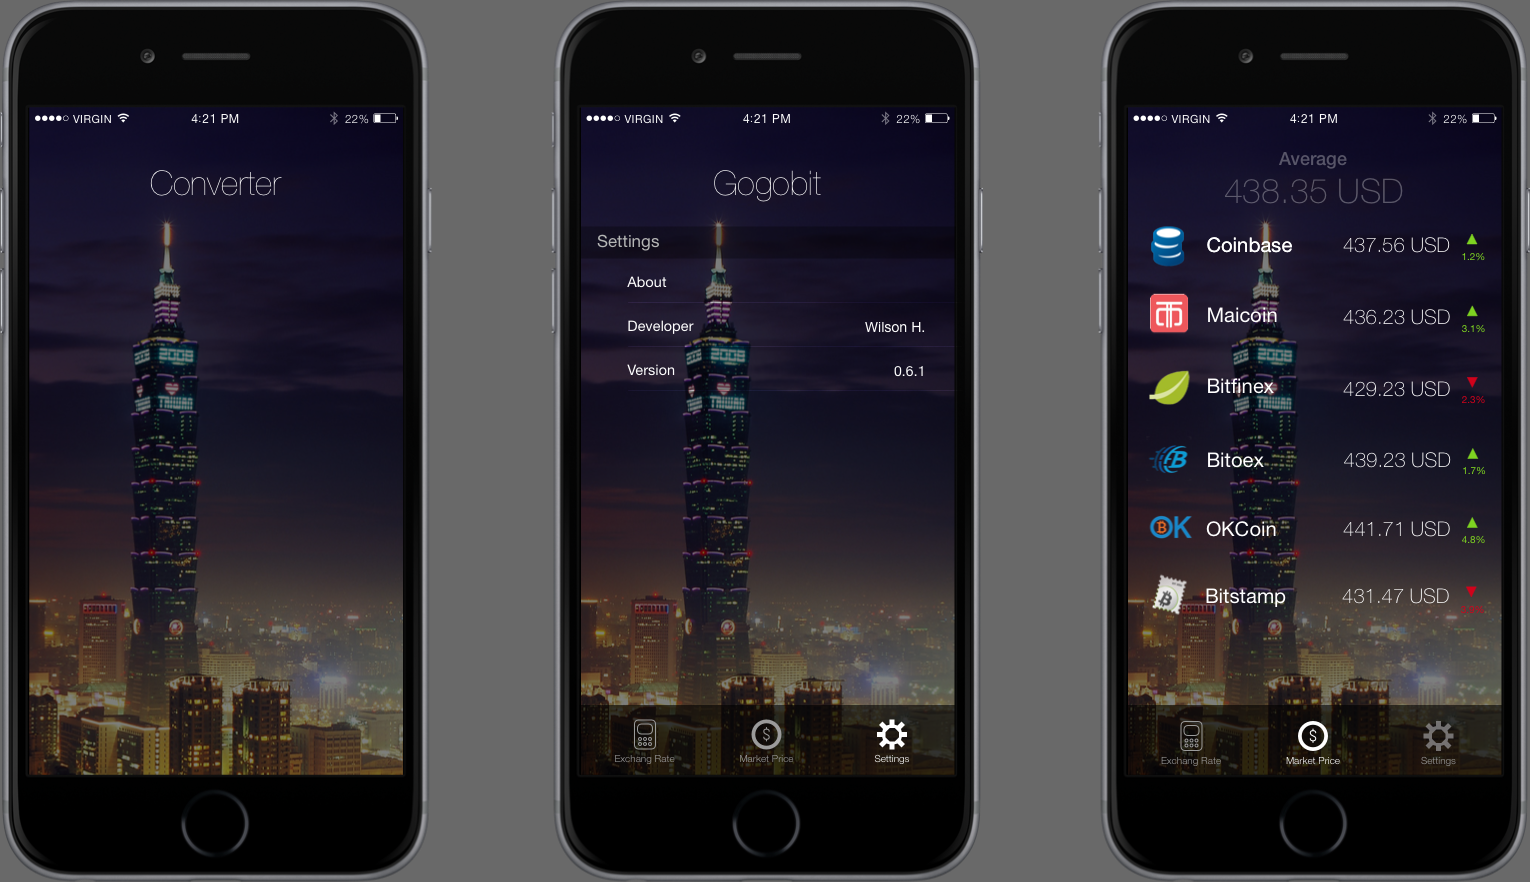 VIRGIN 4:21 PM 22%
Converter
2009
VIRGIN 4:21 PM 22%
Gogobit
Settings
About
Developer Wilson H.
Version 0.6.1
2009
Exchang Rate Market Price Settings
VIRGIN 4:21 PM 22%
Average
438.35 USD
Coinbase 437.56 USD 1.2%
Maicoin 436.23 USD 3.1%
Bitfinex 429.23 USD 2.3%
Bitoex 439.23 USD 1.7%
OK OKCoin 441.71 USD 4.8%
Bitstamp 431.47 USD
Exchang Rate Market Price Settings